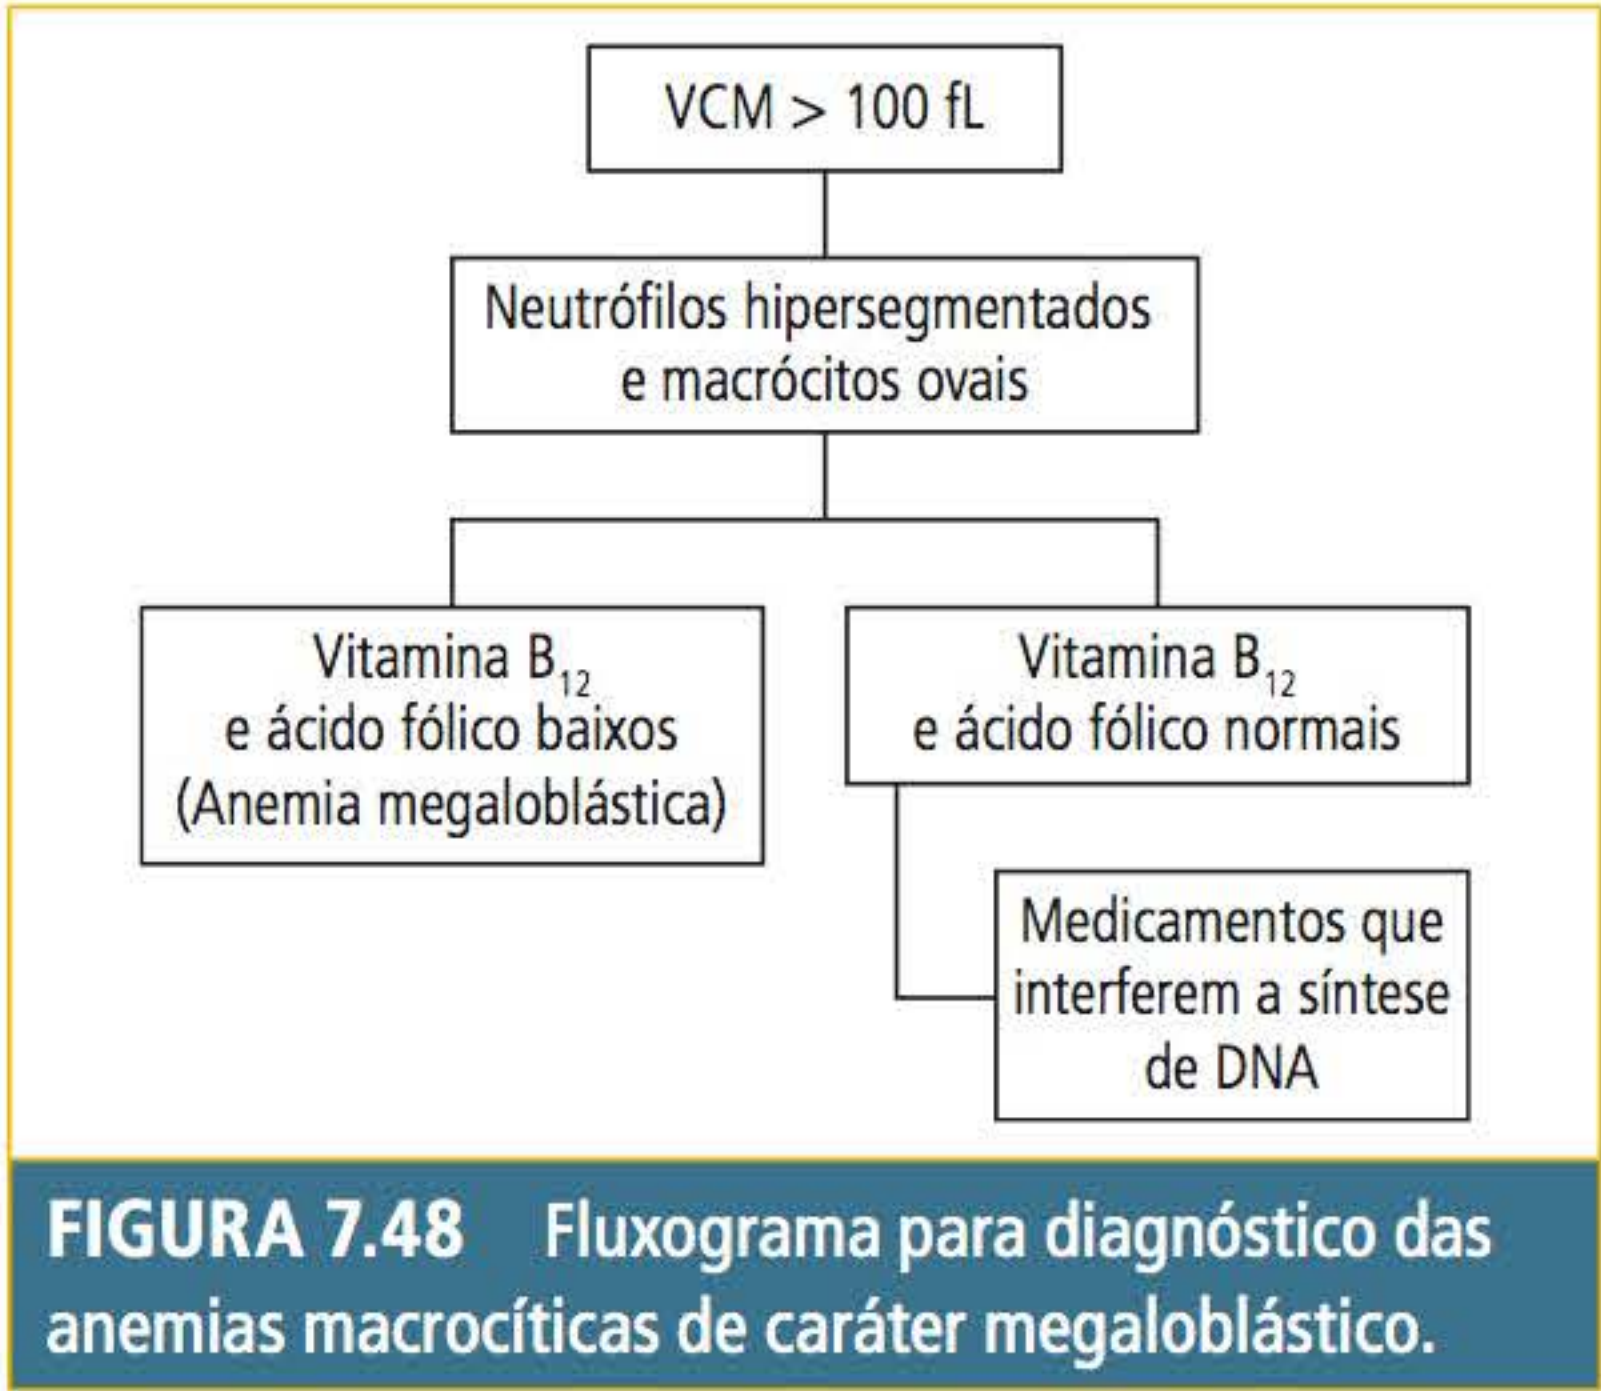 VCM > 100 fL
Neutrófilos hipersegmentados
e macrócitos ovais
Vitamina B₁₂
e ácido fólico baixos
(Anemia megaloblástica)
Vitamina B₁₂
e ácido fólico normais
Medicamentos que
interferem a síntese
de DNA
FIGURA 7.48 Fluxograma para diagnóstico das
anemias macrocíticas de caráter megaloblástico.